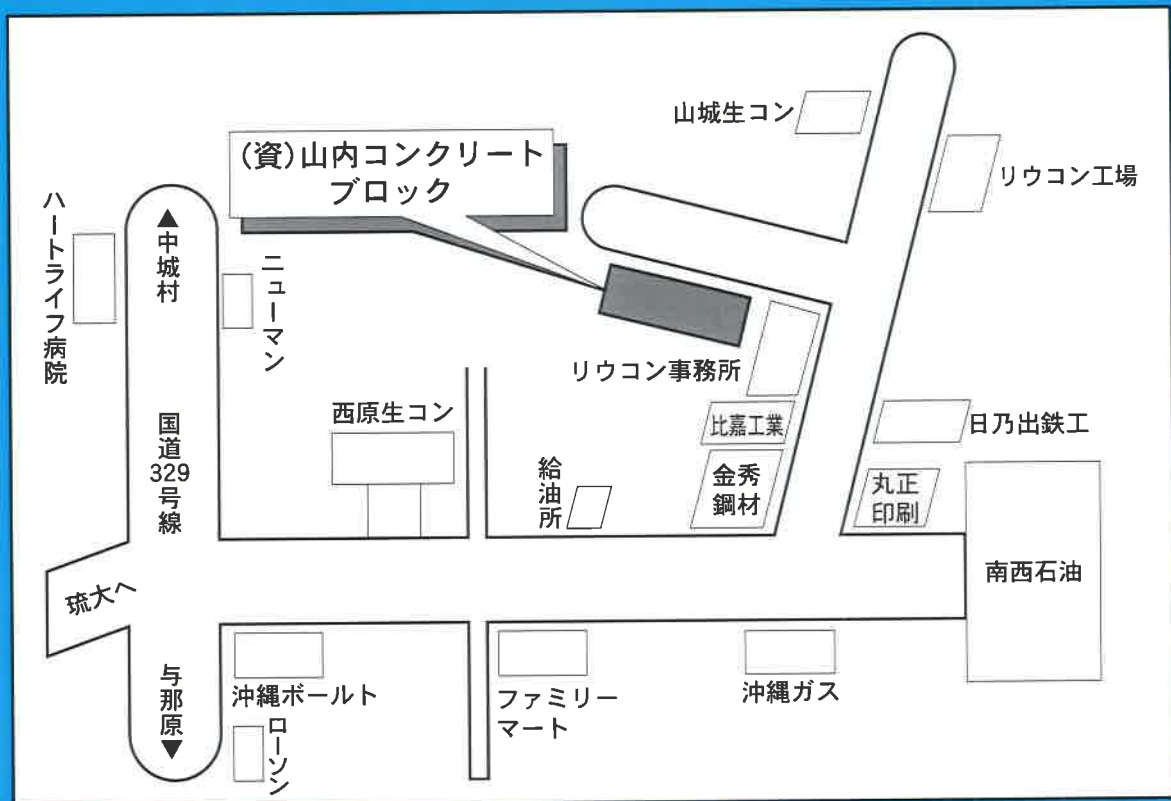 山城生コン
(資)山内コンクリート
ブロック
リウコン工場
ハートライフ病院
▲中城村
ニューマン
リウコン事務所
国道329号線
西原生コン
比嘉工業
日乃出鉄工
給油所
金秀
鋼材
丸正
印刷
南西石油
琉大へ
与那原▼
沖縄ボールト
ファミリー
マート
沖縄ガス
ローソン